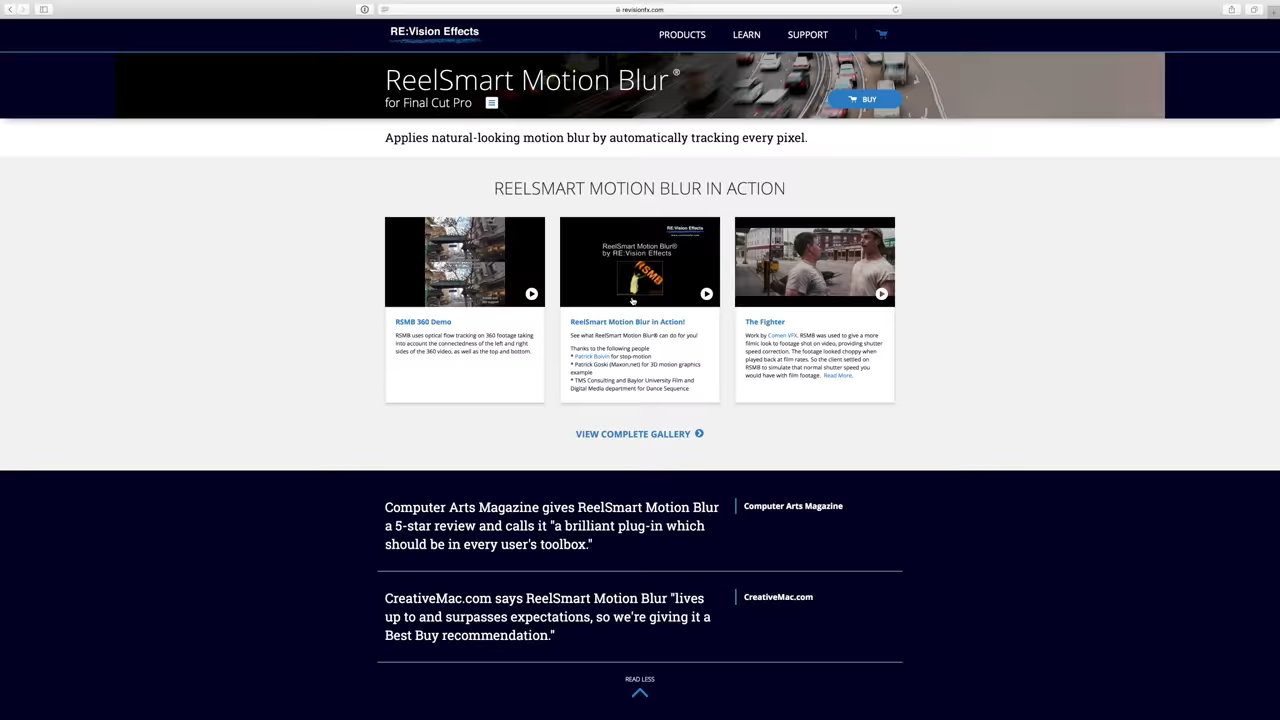 revisionfx.com
RE:Vision Effects
PRODUCTS
LEARN
SUPPORT
ReelSmart Motion Blur ®
for Final Cut Pro
BUY
Applies natural-looking motion blur by automatically tracking every pixel.
REELSMART MOTION BLUR IN ACTION
RE:Vision Effects
ReelSmart Motion Blur®
by RE:Vision Effects
RSMB
RSMB 360 Demo
RSMB uses optical flow tracking on 360 footage taking
into account the connectedness of the left and right
sides of the 360 video, as well as the top and bottom.
ReelSmart Motion Blur in Action!
See what ReelSmart Motion Blur® can do for you!
Thanks to the following people
* Patrick Boivin for stop-motion
* Patrick Goski (Maxon,net) for 3D motion graphics
example
* TMS Consulting and Baylor University Film and
Digital Media department for Dance Sequence
The Fighter
Work by Comen VFX. RSMB was used to give a more
filmic look to footage shot on video, providing shutter
speed correction. The footage looked choppy when
played back at film rates. So the client settled on
RSMB to simulate that normal shutter speed you
would have with film footage. Read More.
VIEW COMPLETE GALLERY
Computer Arts Magazine gives ReelSmart Motion Blur
a 5-star review and calls it "a brilliant plug-in which
should be in every user's toolbox."
Computer Arts Magazine
CreativeMac.com says ReelSmart Motion Blur "lives
up to and surpasses expectations, so we're giving it a
Best Buy recommendation."
CreativeMac.com
READ LESS